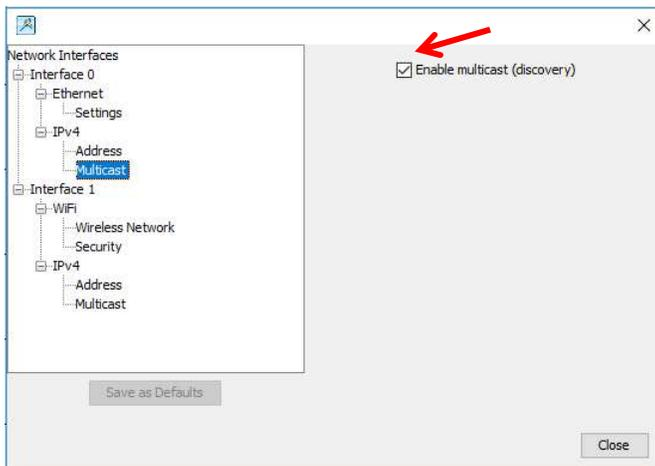 Network Interfaces
Interface 0
Ethernet
Settings
IPv4
Address
Multicast
Interface 1
WiFi
Wireless Network
Security
IPv4
Address
Multicast
Enable multicast (discovery)
Save as Defaults
Close